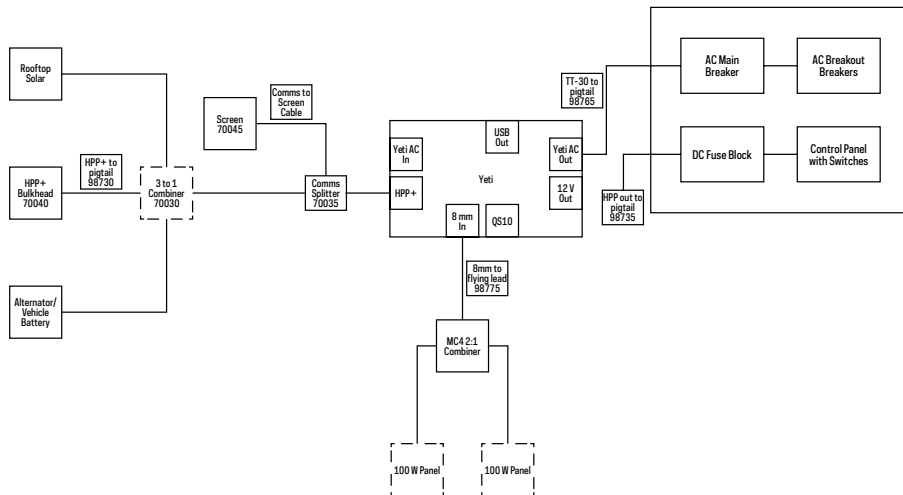 Rooftop
Solar
HPP+
Bulkhead
70040
HPP+ to
pigtail
98730
3 to 1
Combiner
70030
Alternator/
Vehicle
Battery
Screen
70045
Comms to
Screen
Cable
Comms
Splitter
70035
Yeti AC
In
HPP+
USB
Out
Yeti
8 mm
In
QS10
Yeti AC
Out
12 V
Out
TT-30 to
pigtail
98765
HPP out to
pigtail
98735
AC Main
Breaker
AC Breakout
Breakers
DC Fuse Block
Control Panel
with Switches
8mm to
flying lead
98775
MC4 2:1
Combiner
100 W Panel
100 W Panel